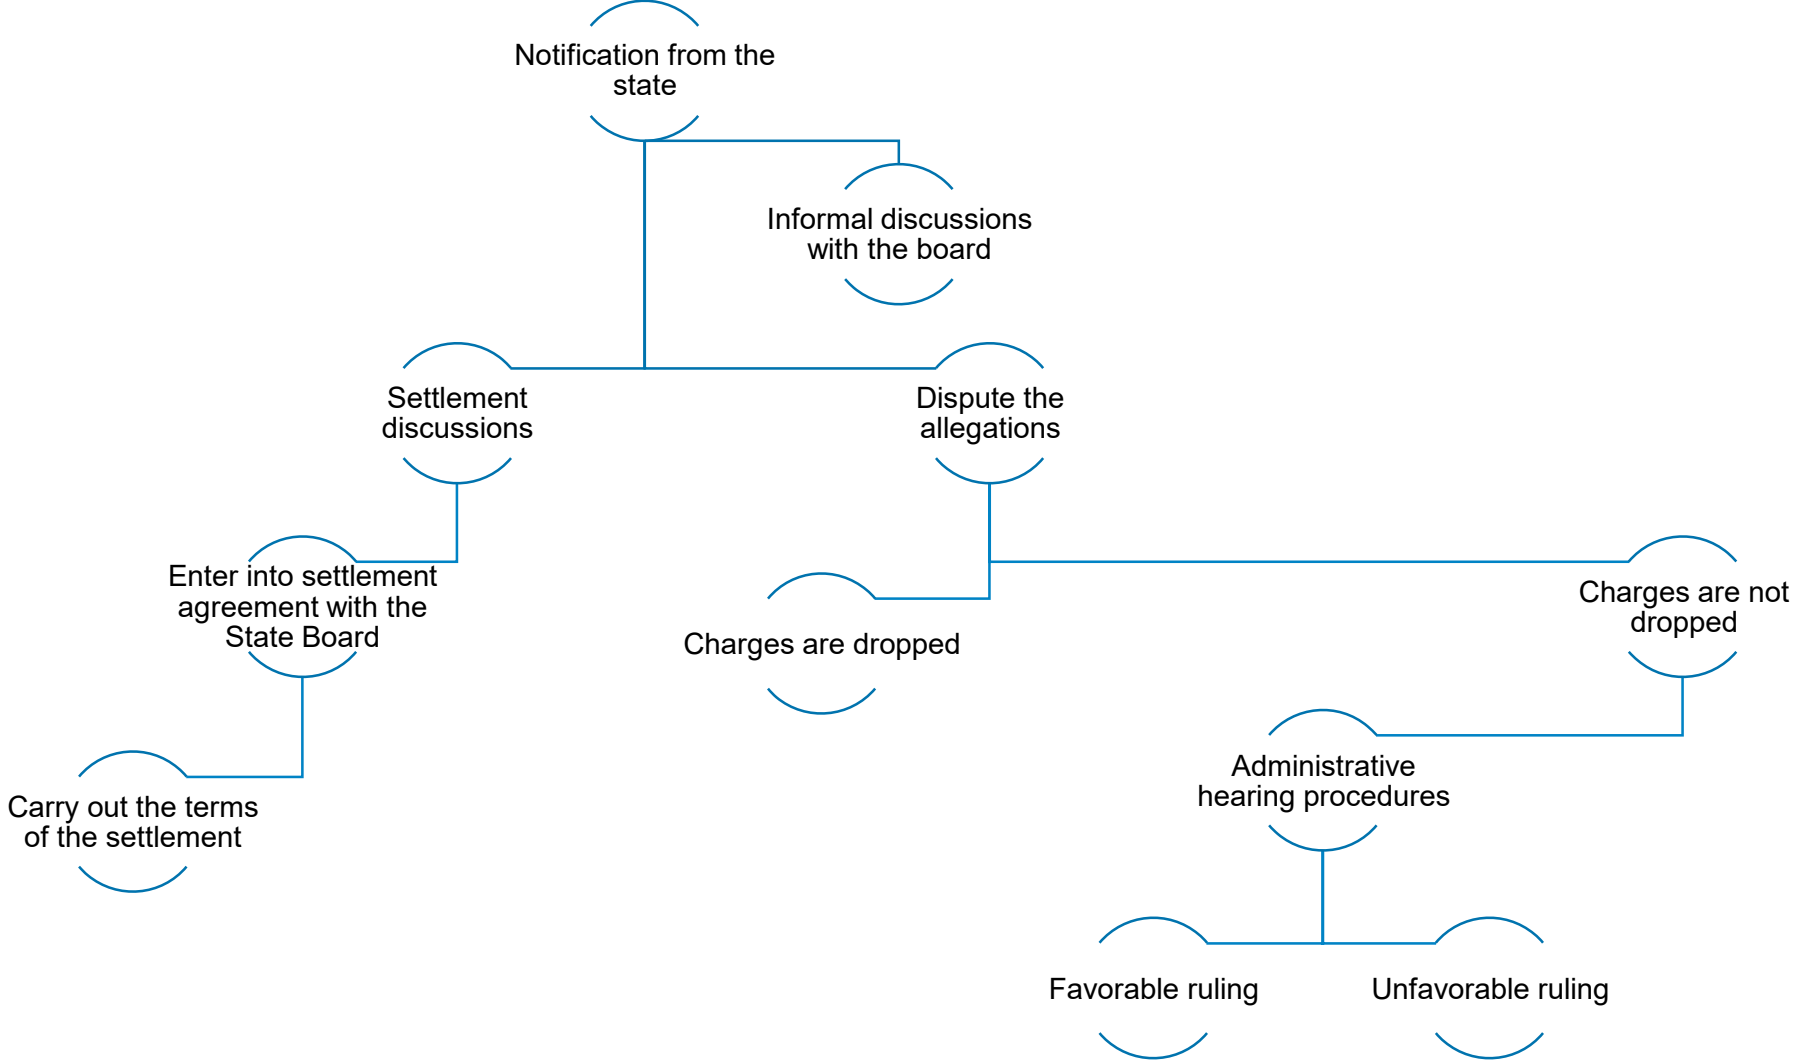 Notification from the
state
Informal discussions
with the board
Settlement
discussions
Dispute the
allegations
Enter into settlement
agreement with the
State Board
Charges are dropped
Charges are not
dropped
Carry out the terms
of the settlement
Administrative
hearing procedures
Favorable ruling
Unfavorable ruling